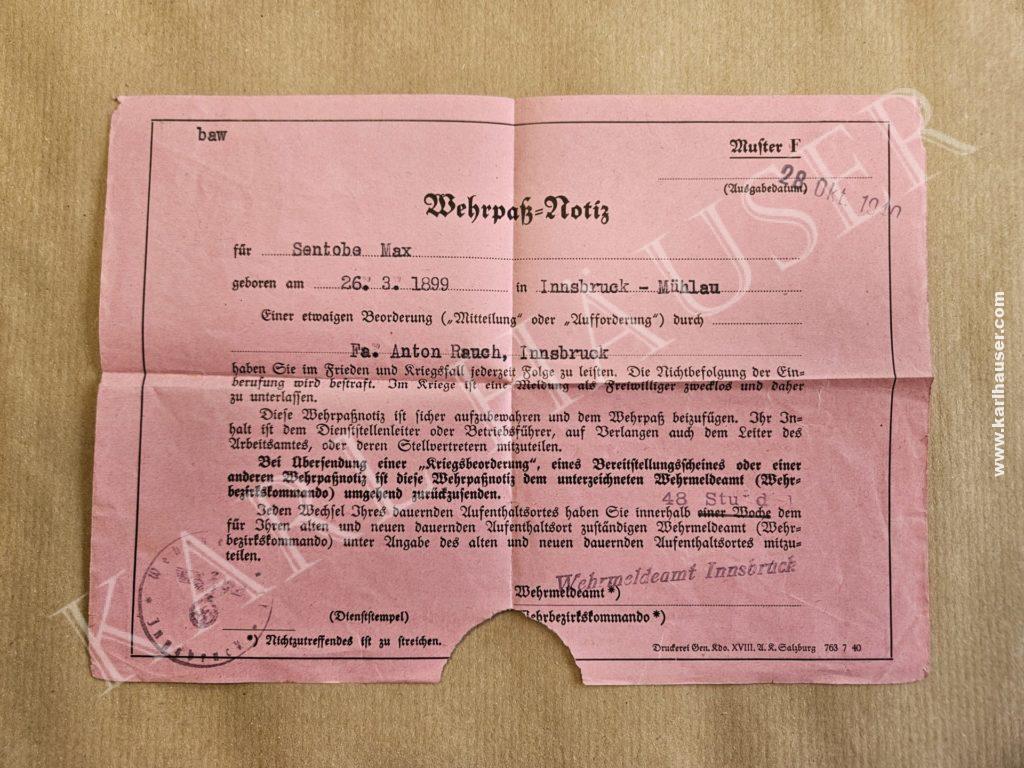 baw
Muster F
28. Okt. 1940
(Ausgabedatum)
Wehrpaß-Notiz
für Sentobe Max
geboren am 26. 3. 1899 in Innsbruck - Mühlau
Einer etwaigen Beorderung („Mitteilung“ oder „Aufforderung“) durch
Fa. Anton Rauch, Innsbruck
haben Sie im Frieden und Kriegsfall jederzeit Folge zu leisten. Die Nichtbefolgung der Ein-
berufung wird bestraft. Im Kriege ist eine Meldung als Freiwilliger zwecklos und daher
zu unterlassen.
Diese Wehrpaßnotiz ist sicher aufzubewahren und dem Wehrpaß beizufügen. Ihr In-
halt ist dem Dienststellenleiter oder Betriebsführer, auf Verlangen auch dem Leiter des
Arbeitsamtes, oder deren Stellvertretern mitzuteilen.
Bei Übersendung einer „Kriegsbeorderung“, eines Bereitstellungsscheines oder einer
anderen Wehrpaßnotiz ist diese Wehrpaßnotiz dem unterzeichneten Wehrmeldeamt (Wehr-
bezirkskommando) umgehend zurückzusenden.
48 Stund
Jeden Wechsel Ihres dauernden Aufenthaltsortes haben Sie innerhalb einer Woche dem
für Ihren alten und neuen dauernden Aufenthaltsort zuständigen Wehrmeldeamt (Wehr-
bezirkskommando) unter Angabe des alten und neuen dauernden Aufenthaltsortes mitzu-
teilen.
Wehrmeldeamt Innsbruck
Wehrmeldeamt *)
(Dienststempel)
Wehrbezirkskommando *)
*) Nichtzutreffendes ist zu streichen.
Druckerei Gen. Kdo. XVIII. A. K. Salzburg 763 7 40
Innsbruck
KARL HAUSER
www.karlhauser.com